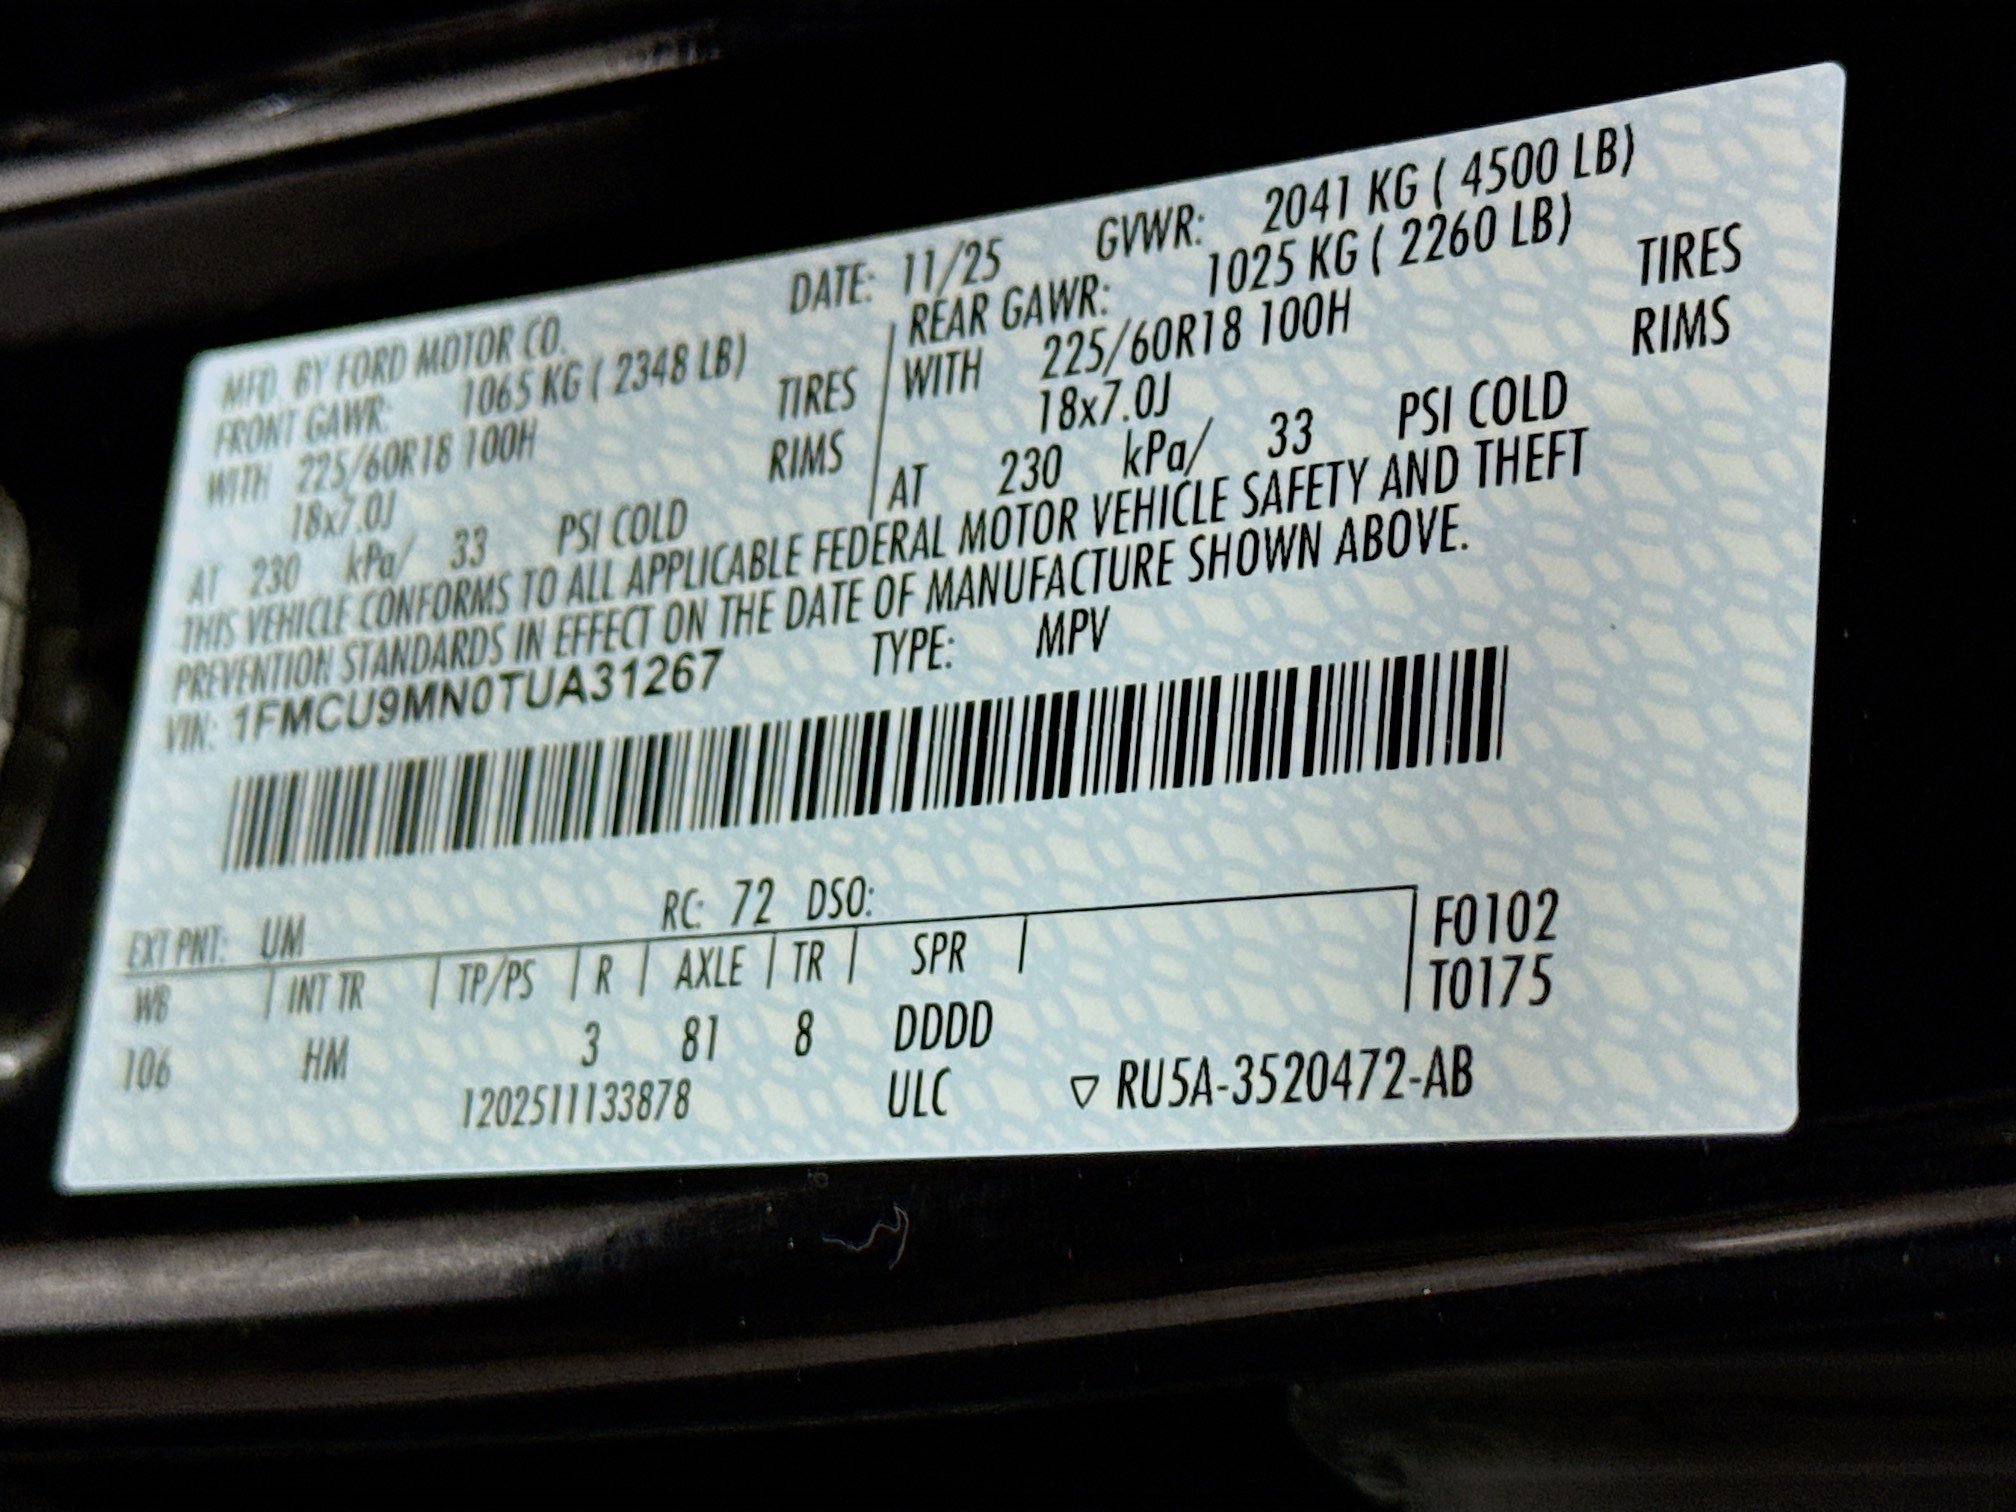 MFD. BY FORD MOTOR CO. DATE: 11/25 GVWR: 2041 KG ( 4500 LB)
FRONT GAWR: 1065 KG ( 2348 LB) REAR GAWR: 1025 KG ( 2260 LB)
WITH 225/60R18 100H TIRES WITH 225/60R18 100H TIRES
18x7.0J RIMS 18x7.0J RIMS
AT 230 kPa/ 33 PSI COLD AT 230 kPa/ 33 PSI COLD
THIS VEHICLE CONFORMS TO ALL APPLICABLE FEDERAL MOTOR VEHICLE SAFETY AND THEFT
PREVENTION STANDARDS IN EFFECT ON THE DATE OF MANUFACTURE SHOWN ABOVE.
VIN: 1FMCU9MN0TUA31267 TYPE: MPV
EXT PNT: UM RC: 72 DSO:
WB INT TR TP/PS R AXLE TR SPR F0102
106 HM 3 81 8 DDDD T0175
1202511133878 ULC ▽ RU5A-3520472-AB